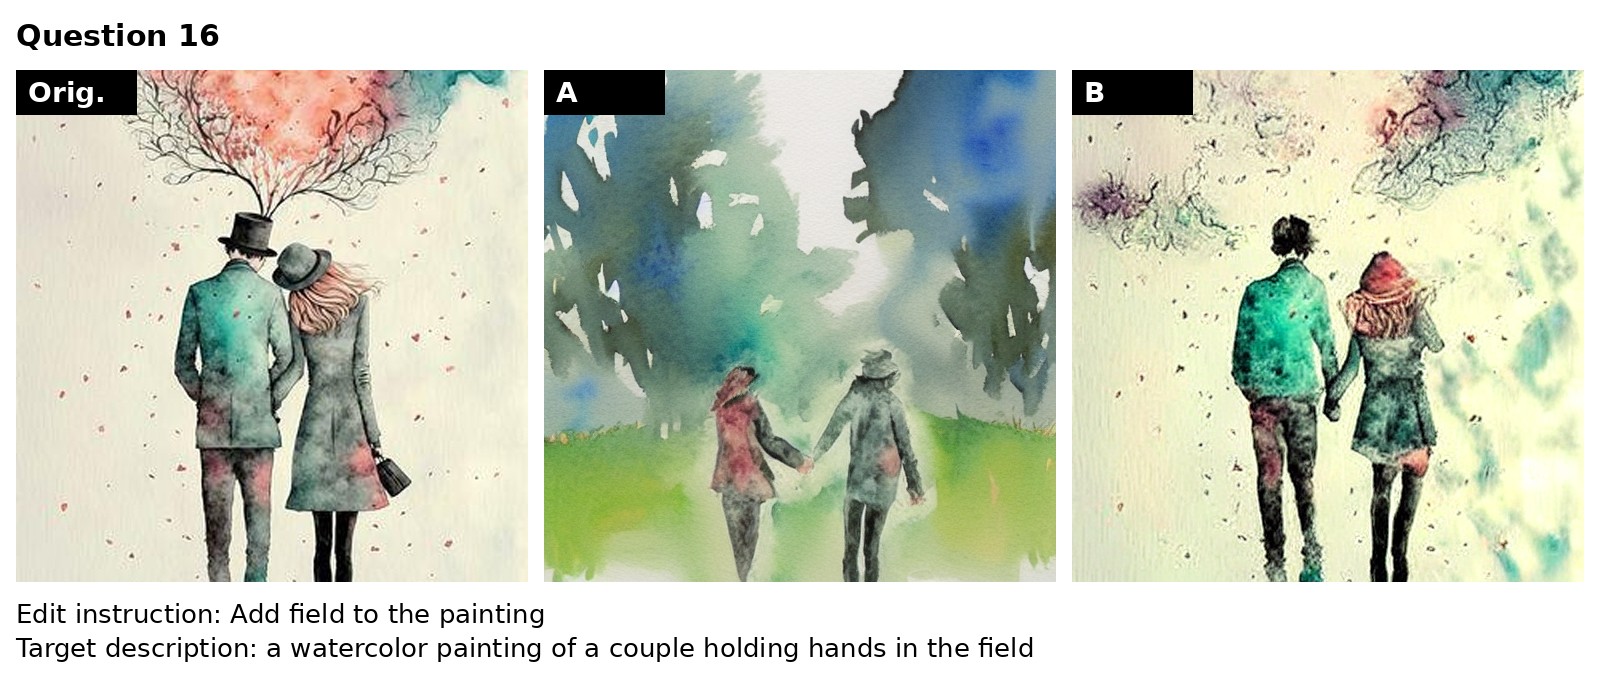 Question 16
Orig.
A
B
Edit instruction: Add field to the painting
Target description: a watercolor painting of a couple holding hands in the field